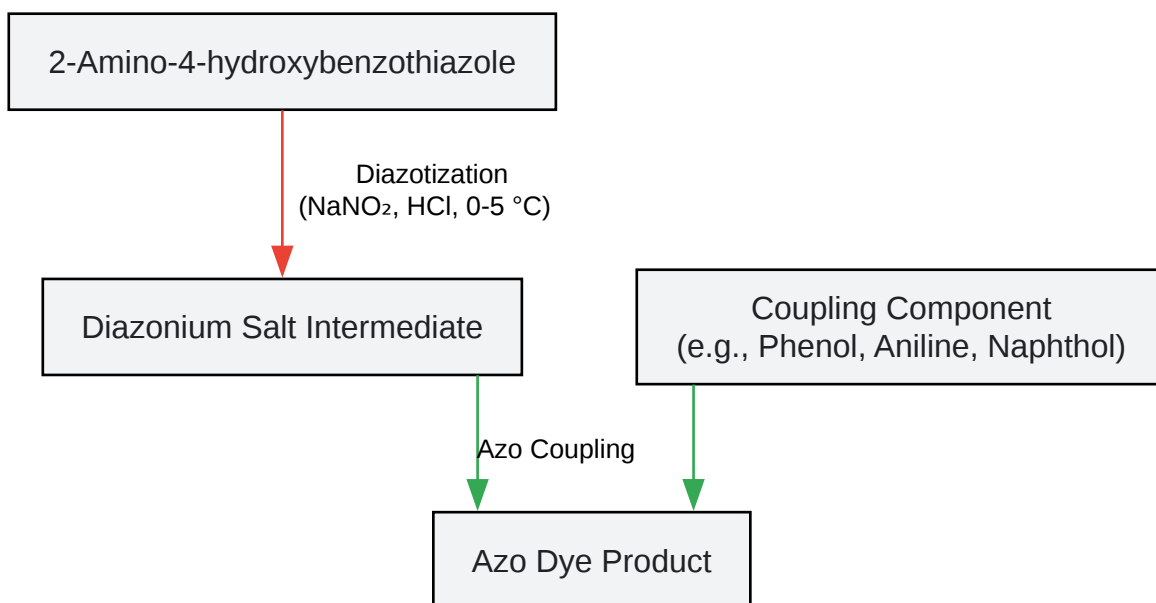 2-Amino-4-hydroxybenzothiazole
Diazotization
(NaNO₂, HCl, 0-5 °C)
Diazonium Salt Intermediate
Coupling Component
(e.g., Phenol, Aniline, Naphthol)
Azo Coupling
Azo Dye Product